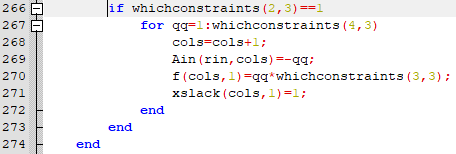 266 if whichconstraints(2,3)==1
267 for qq=1:whichconstraints(4,3)
268 cols=cols+1;
269 Ain(rin,cols)=-qq;
270 f(cols,1)=qq*whichconstraints(3,3);
271 xslack(cols,1)=1;
272 end
273 end
274 end